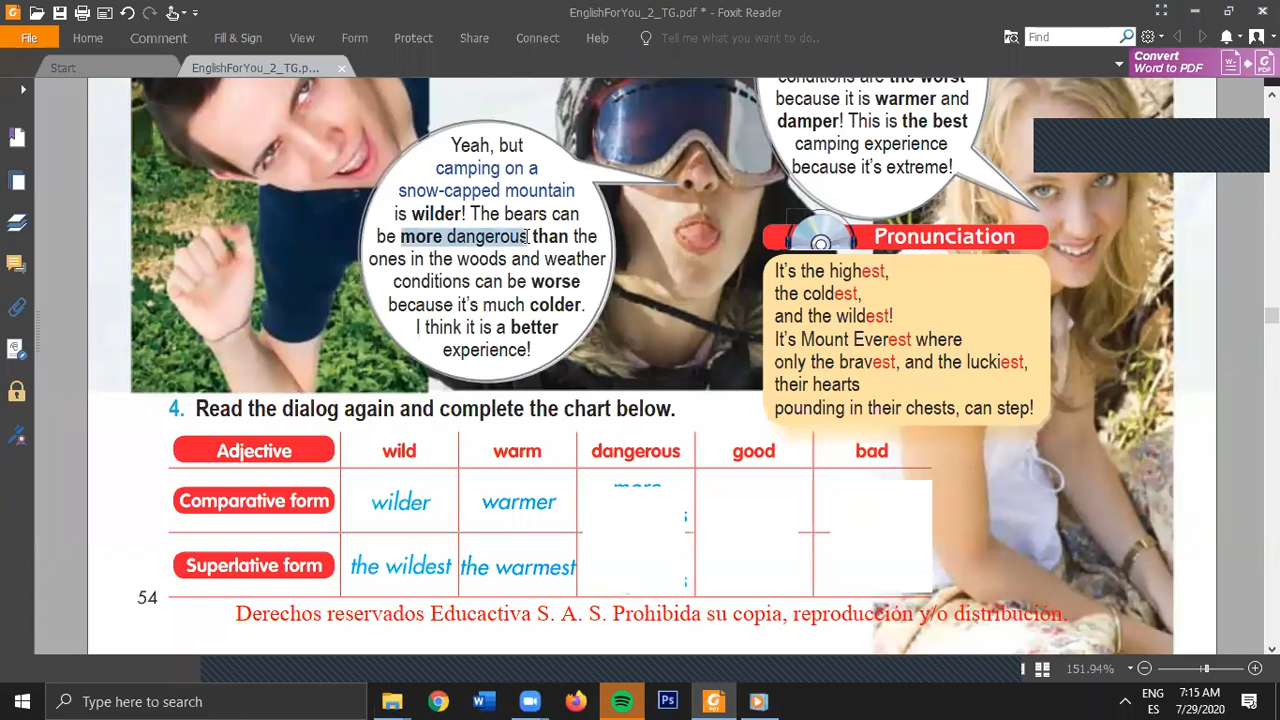 EnglishForYou_2_TG.pdf * - Foxit Reader
File Home Comment Fill & Sign View Form Protect Share Connect Help Tell me what you want to do... Find
Start EnglishForYou_2_TG.p... Convert
Word to PDF
Yeah, but
camping on a
snow-capped mountain
is wilder! The bears can
be more dangerous than the
ones in the woods and weather
conditions can be worse
because it's much colder.
I think it is a better
experience!
conditions are the worst
because it is warmer and
damper! This is the best
camping experience
because it's extreme!
Pronunciation
It's the highest,
the coldest,
and the wildest!
It's Mount Everest where
only the bravest, and the luckiest,
their hearts
pounding in their chests, can step!
4. Read the dialog again and complete the chart below.
Adjective wild warm dangerous good bad
Comparative form wilder warmer
Superlative form the wildest the warmest
54
Derechos reservados Educactiva S. A. S. Prohibida su copia, reproducción y/o distribución.
151.94%
Type here to search
ENG
ES
7:15 AM
7/29/2020